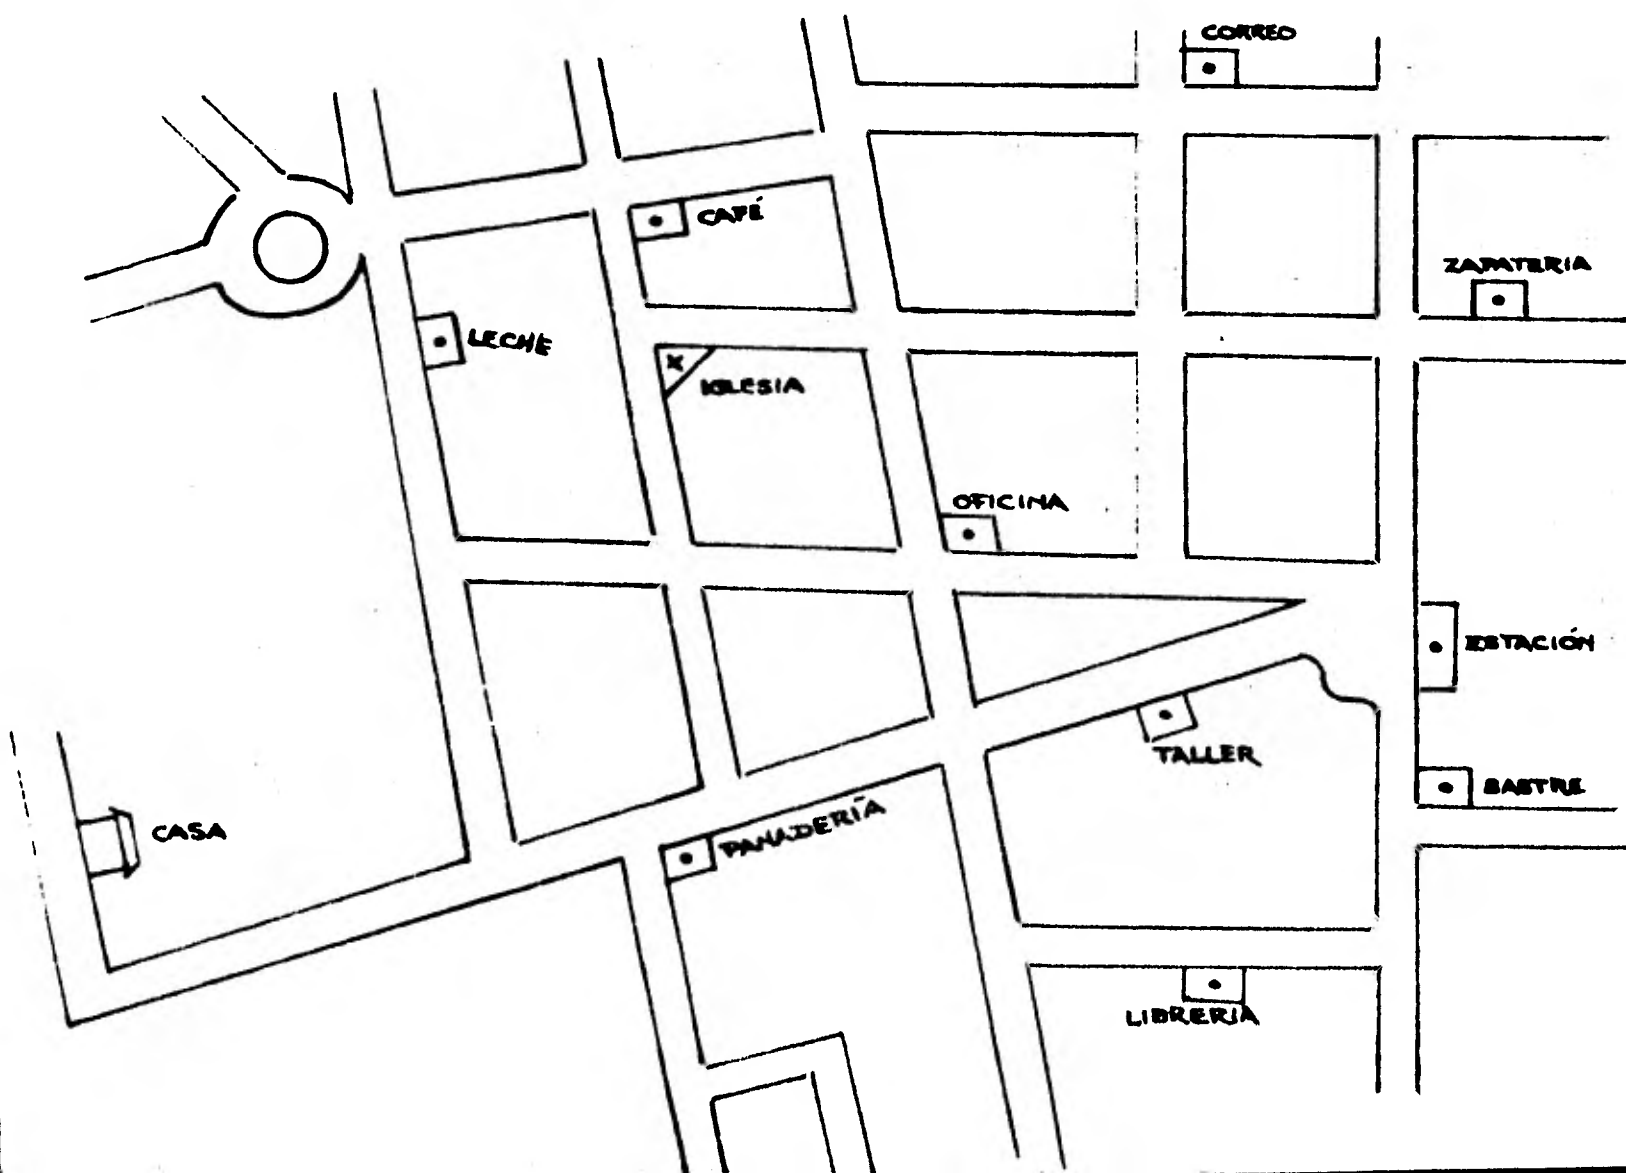 CORREO
CAFÉ
ZAPATERIA
LECHE
IGLESIA
OFICINA
ESTACIÓN
TALLER
SASTRE
CASA
PANADERÍA
LIBRERIA